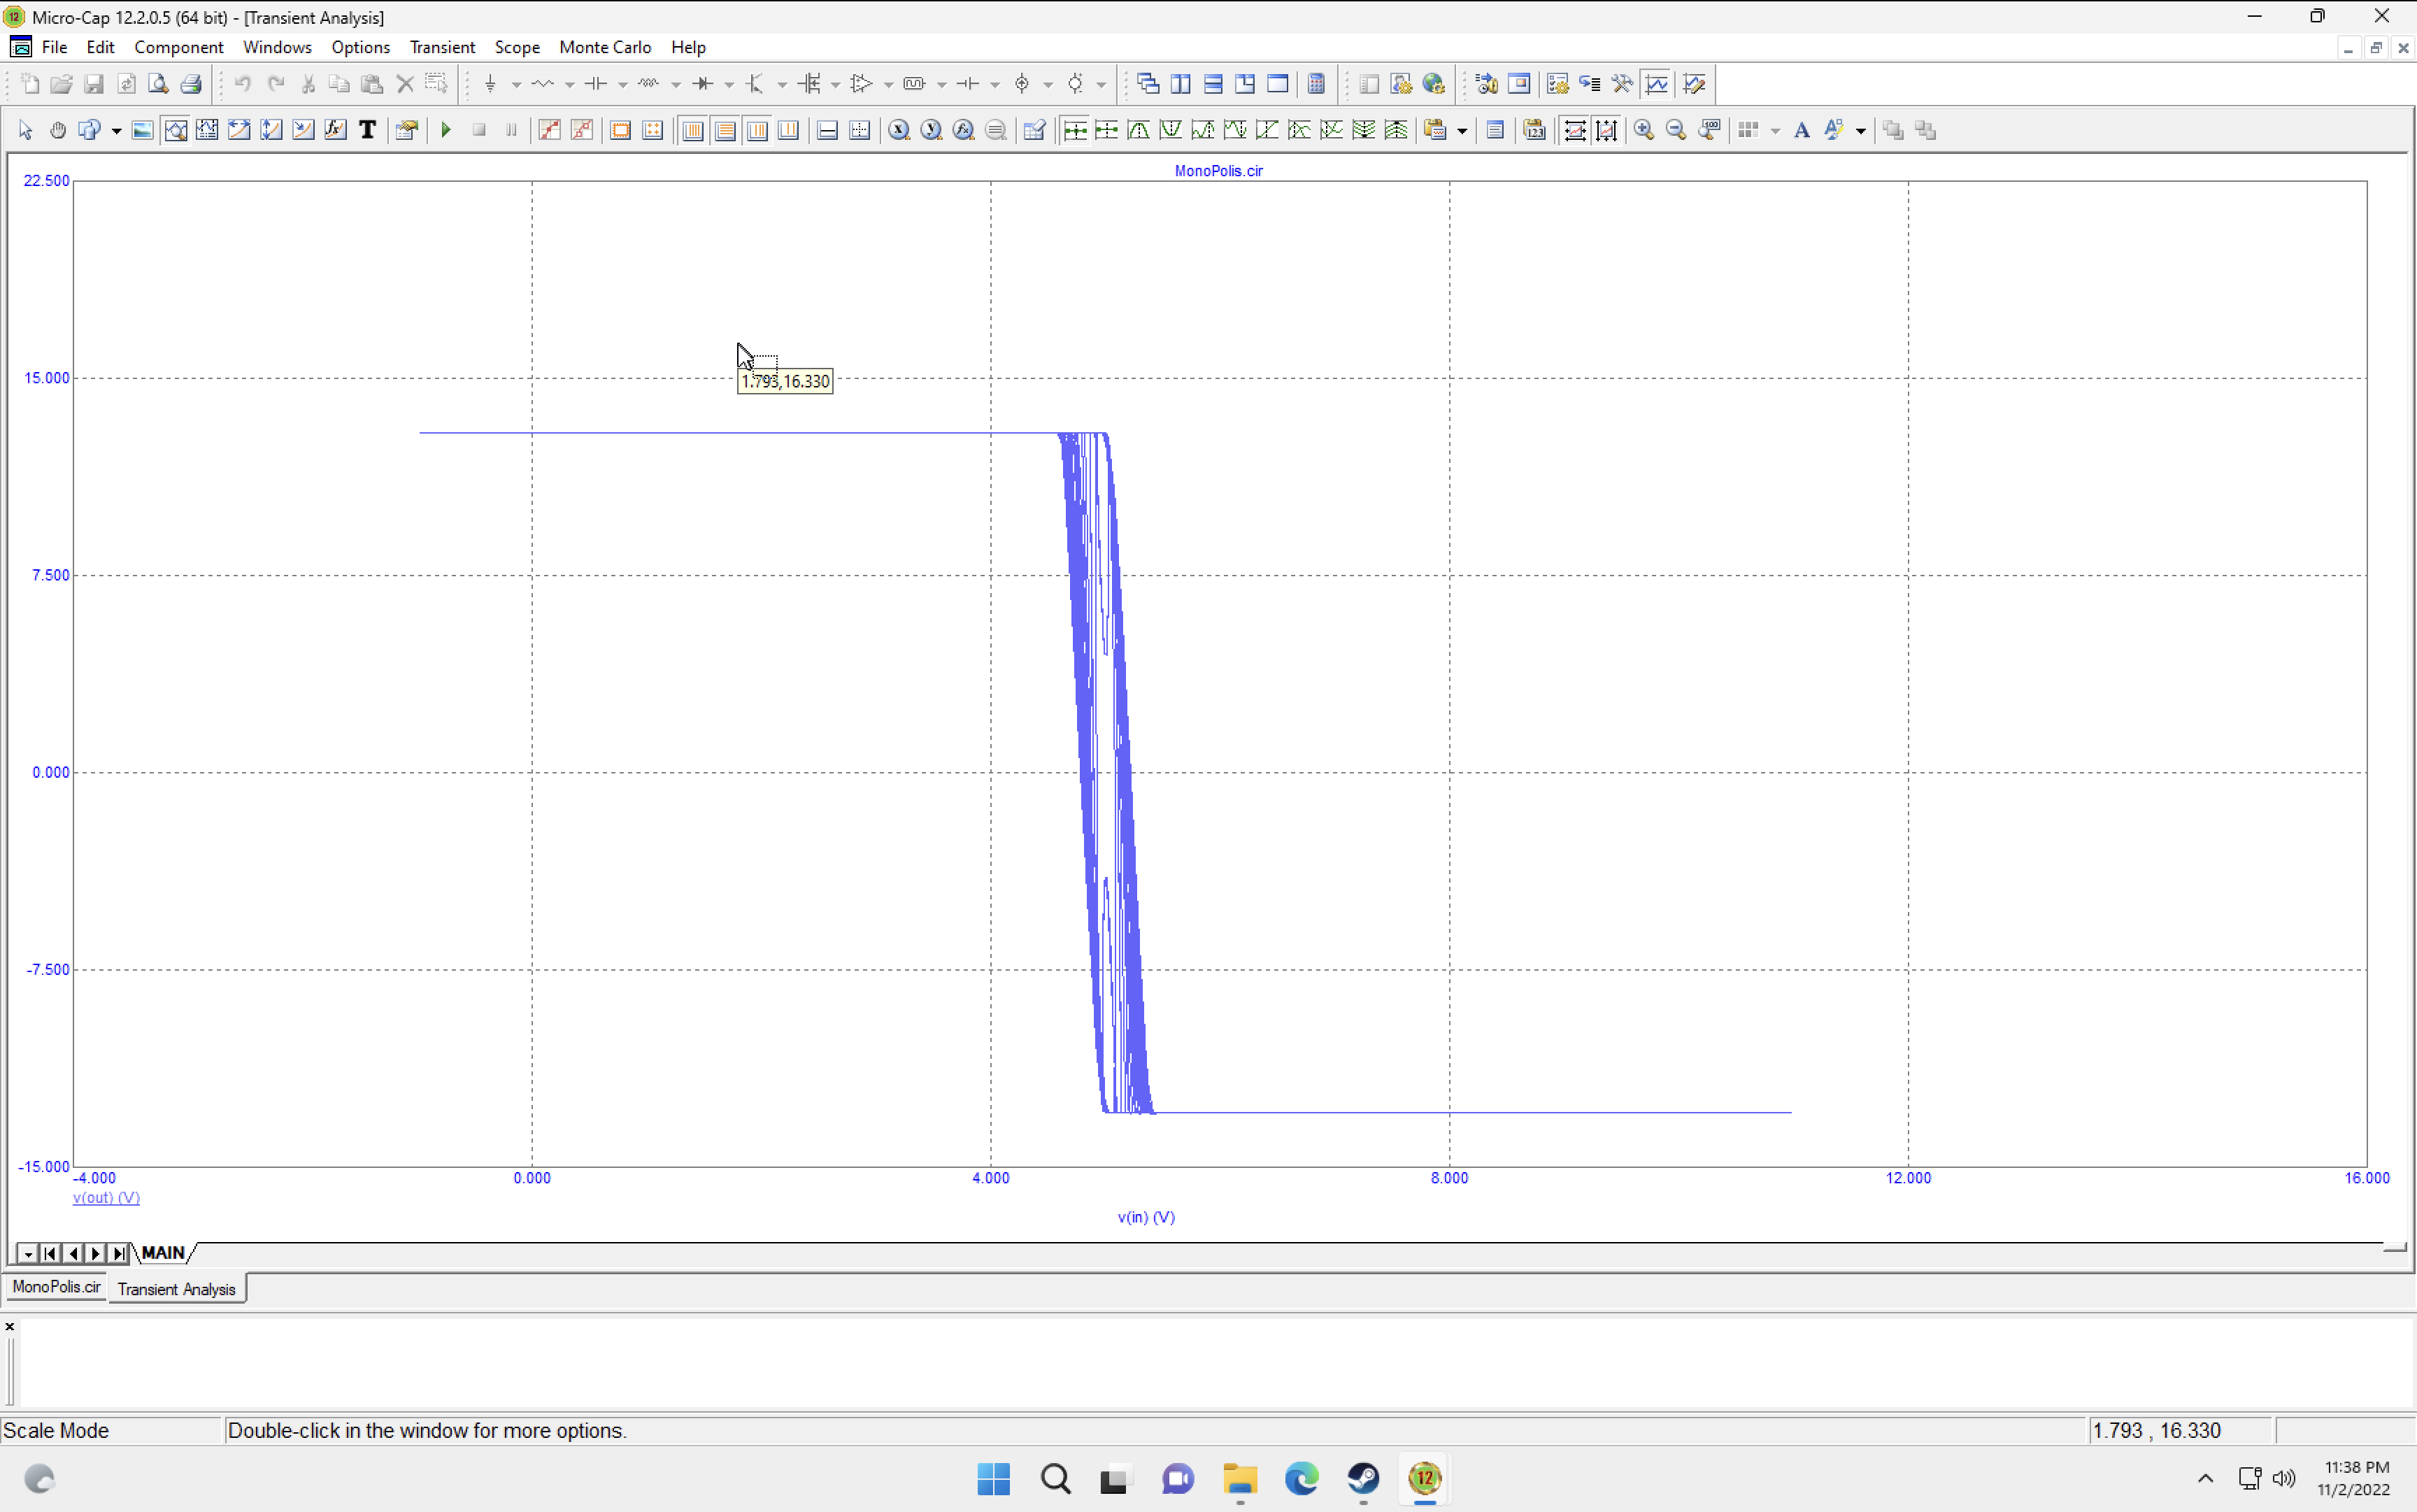 Micro-Cap 12.2.0.5 (64 bit) - [Transient Analysis]
File Edit Component Windows Options Transient Scope Monte Carlo Help
MonoPolis.cir
22.500
15.000
7.500
0.000
-7.500
-15.000
1.793,16.330
-4.000 0.000 4.000 8.000 12.000 16.000
v(out) (V)
v(in) (V)
MAIN
MonoPolis.cir Transient Analysis
Scale Mode Double-click in the window for more options. 1.793 , 16.330
12
11:38 PM
11/2/2022